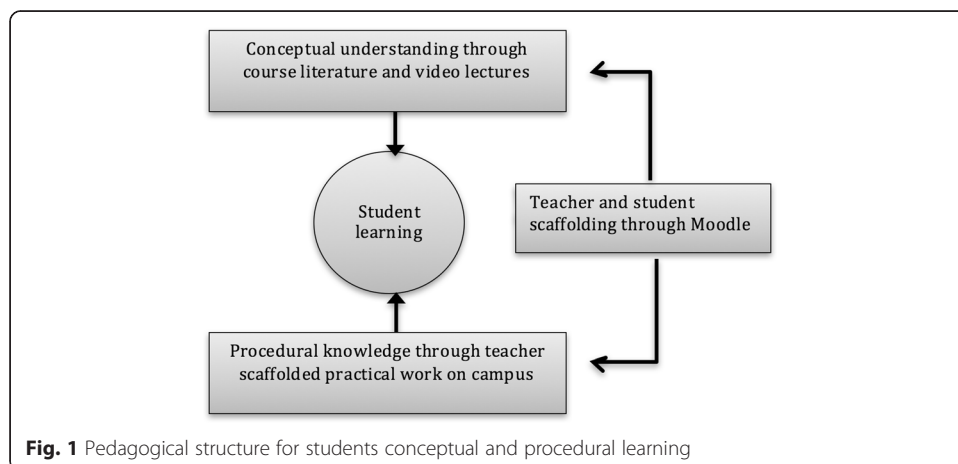 Conceptual understanding through
course literature and video lectures
Student
learning
Teacher and student
scaffolding through Moodle
Procedural knowledge through teacher
scaffolded practical work on campus
Fig. 1 Pedagogical structure for students conceptual and procedural learning